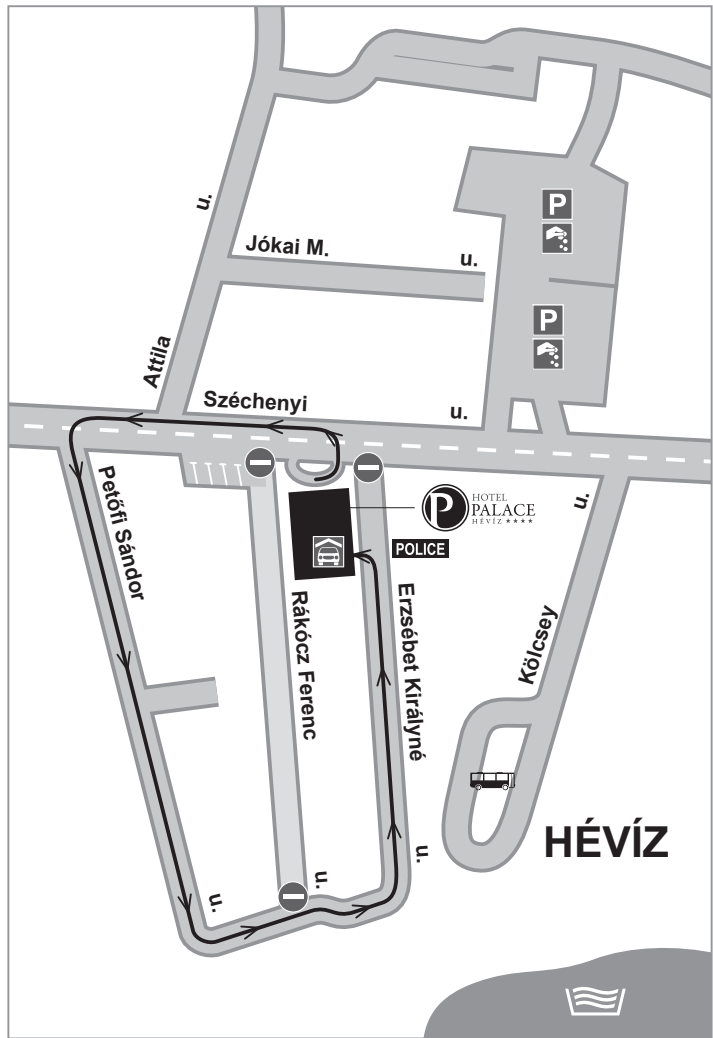 u.
Jókai M.
u.
P
P
Attila
Széchenyi
u.
Petőfi Sándor
P
HOTEL
PALACE
HÉVÍZ ★★★★
u.
POLICE
Rákócz Ferenc
Erzsébet Királyné
Kölcsey
HÉVÍZ
u.
u.
u.